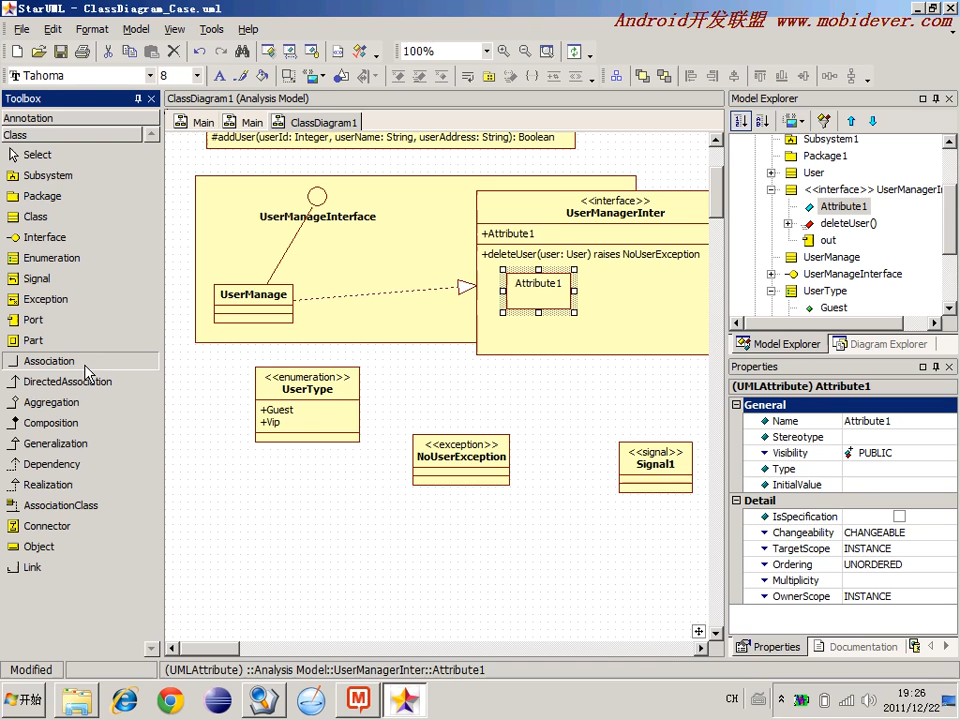 StarUML - ClassDiagram_Case.uml
Android开发联盟 www.mobidever.com
File Edit Format Model View Tools Help
100%
Tahoma 8
Toolbox
Annotation
Class
Select
Subsystem
Package
Class
Interface
Enumeration
Signal
Exception
Port
Part
Association
DirectedAssociation
Aggregation
Composition
Generalization
Dependency
Realization
AssociationClass
Connector
Object
Link
ClassDiagram1 (Analysis Model)
Main Main ClassDiagram1
#addUser(userId: Integer, userName: String, userAddress: String): Boolean
UserManageInterface
<<interface>>
UserManagerInter
+Attribute1
+deleteUser(user: User) raises NoUserException
Attribute1
UserManage
<<enumeration>>
UserType
+Guest
+Vip
<<exception>>
NoUserException
<<signal>>
Signal1
Model Explorer
Subsystem1
Package1
User
<<interface>> UserManagerIn
Attribute1
deleteUser()
out
UserManage
UserManageInterface
UserType
Guest
Model Explorer Diagram Explorer
Properties
(UMLAttribute) Attribute1
General
Name Attribute1
Stereotype
Visibility PUBLIC
Type
InitialValue
Detail
IsSpecification
Changeability CHANGEABLE
TargetScope INSTANCE
Ordering UNORDERED
Multiplicity
OwnerScope INSTANCE
Properties Documentation
Modified (UMLAttribute) ::Analysis Model::UserManagerInter::Attribute1
开始 CH 19:26
2011/12/22